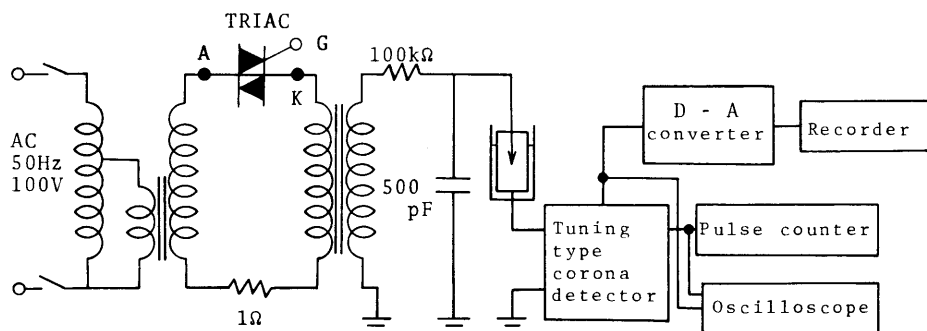 TRIAC
A
G
K
100kΩ
AC
50Hz
100V
500
pF
1Ω
D - A
converter
Recorder
Tuning
type
corona
detector
Pulse counter
Oscilloscope